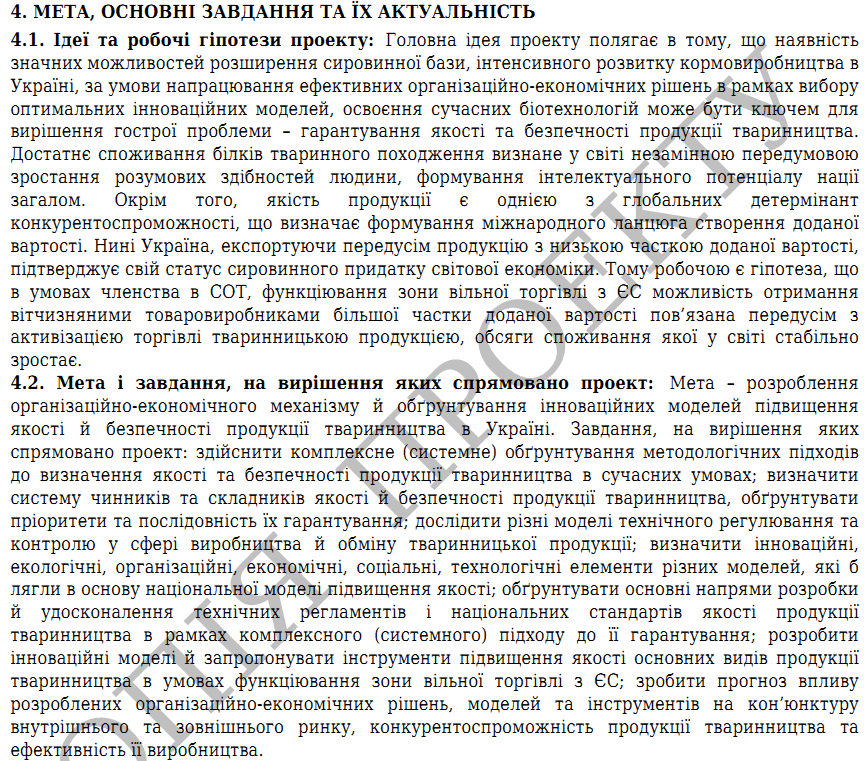 4. МЕТА, ОСНОВНІ ЗАВДАННЯ ТА ЇХ АКТУАЛЬНІСТЬ
4.1. Ідеї та робочі гіпотези проекту: Головна ідея проекту полягає в тому, що наявність
значних можливостей розширення сировинної бази, інтенсивного розвитку кормовиробництва в
Україні, за умови напрацювання ефективних організаційно-економічних рішень в рамках вибору
оптимальних інноваційних моделей, освоєння сучасних біотехнологій може бути ключем для
вирішення гострої проблеми – гарантування якості та безпечності продукції тваринництва.
Достатнє споживання білків тваринного походження визнане у світі незамінною передумовою
зростання розумових здібностей людини, формування інтелектуального потенціалу нації
загалом. Окрім того, якість продукції є однією з глобальних детермінант
конкурентоспроможності, що визначає формування міжнародного ланцюга створення доданої
вартості. Нині Україна, експортуючи передусім продукцію з низькою часткою доданої вартості,
підтверджує свій статус сировинного придатку світової економіки. Тому робочою є гіпотеза, що
в умовах членства в СОТ, функціювання зони вільної торгівлі з ЄС можливість отримання
вітчизняними товаровиробниками більшої частки доданої вартості пов’язана передусім з
активізацією торгівлі тваринницькою продукцією, обсяги споживання якої у світі стабільно
зростає.
4.2. Мета і завдання, на вирішення яких спрямовано проект: Мета – розроблення
організаційно-економічного механізму й обґрунтування інноваційних моделей підвищення
якості й безпечності продукції тваринництва в Україні. Завдання, на вирішення яких
спрямовано проект: здійснити комплексне (системне) обґрунтування методологічних підходів
до визначення якості та безпечності продукції тваринництва в сучасних умовах; визначити
систему чинників та складників якості й безпечності продукції тваринництва, обґрунтувати
пріоритети та послідовність їх гарантування; дослідити різні моделі технічного регулювання та
контролю у сфері виробництва й обміну тваринницької продукції; визначити інноваційні,
екологічні, організаційні, економічні, соціальні, технологічні елементи різних моделей, які б
лягли в основу національної моделі підвищення якості; обґрунтувати основні напрями розробки
й удосконалення технічних регламентів і національних стандартів якості продукції
тваринництва в рамках комплексного (системного) підходу до її гарантування; розробити
інноваційні моделі й запропонувати інструменти підвищення якості основних видів продукції
тваринництва в умовах функціювання зони вільної торгівлі з ЄС; зробити прогноз впливу
розроблених організаційно-економічних рішень, моделей та інструментів на кон’юнктуру
внутрішнього та зовнішнього ринку, конкурентоспроможність продукції тваринництва та
ефективність її виробництва.
ОПІЯ ПРОЕКТУ